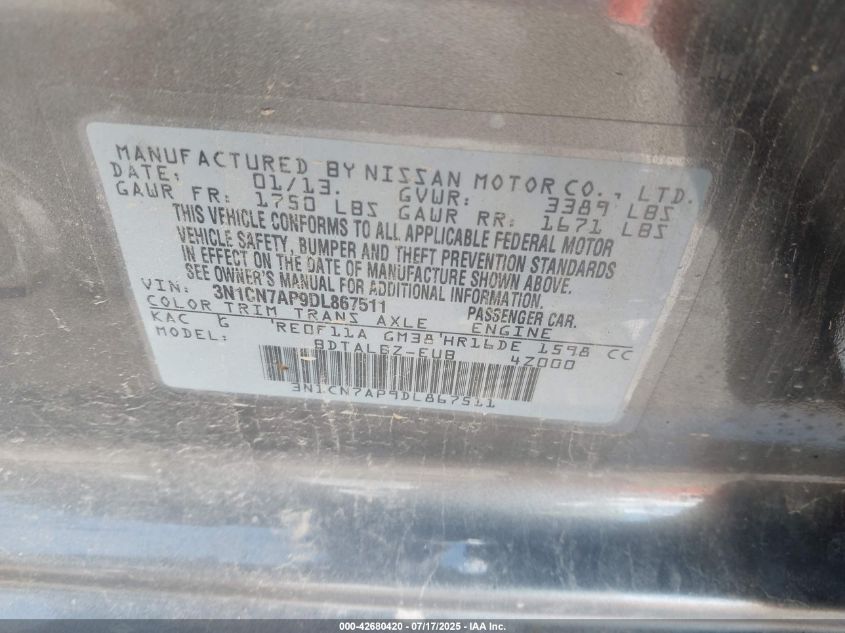 MANUFACTURED BY NISSAN MOTOR CO., LTD.
DATE: 01/13. GVWR: 3389 LBS
GAWR FR: 1750 LBS GAWR RR: 1671 LBS
THIS VEHICLE CONFORMS TO ALL APPLICABLE FEDERAL MOTOR
VEHICLE SAFETY, BUMPER AND THEFT PREVENTION STANDARDS
IN EFFECT ON THE DATE OF MANUFACTURE SHOWN ABOVE.
SEE OWNER'S MANUAL FOR ADDITIONAL INFORMATION
VIN: 3N1CN7AP9DL867511 PASSENGER CAR.
COLOR TRIM TRANS AXLE ENGINE
KAC G RE0F11A GM38 HR16DE 1598 CC
MODEL: BDTALGZ-EUB 4Z000
3N1CN7AP9DL867511
000-42680420 - 07/17/2025 - IAA Inc.